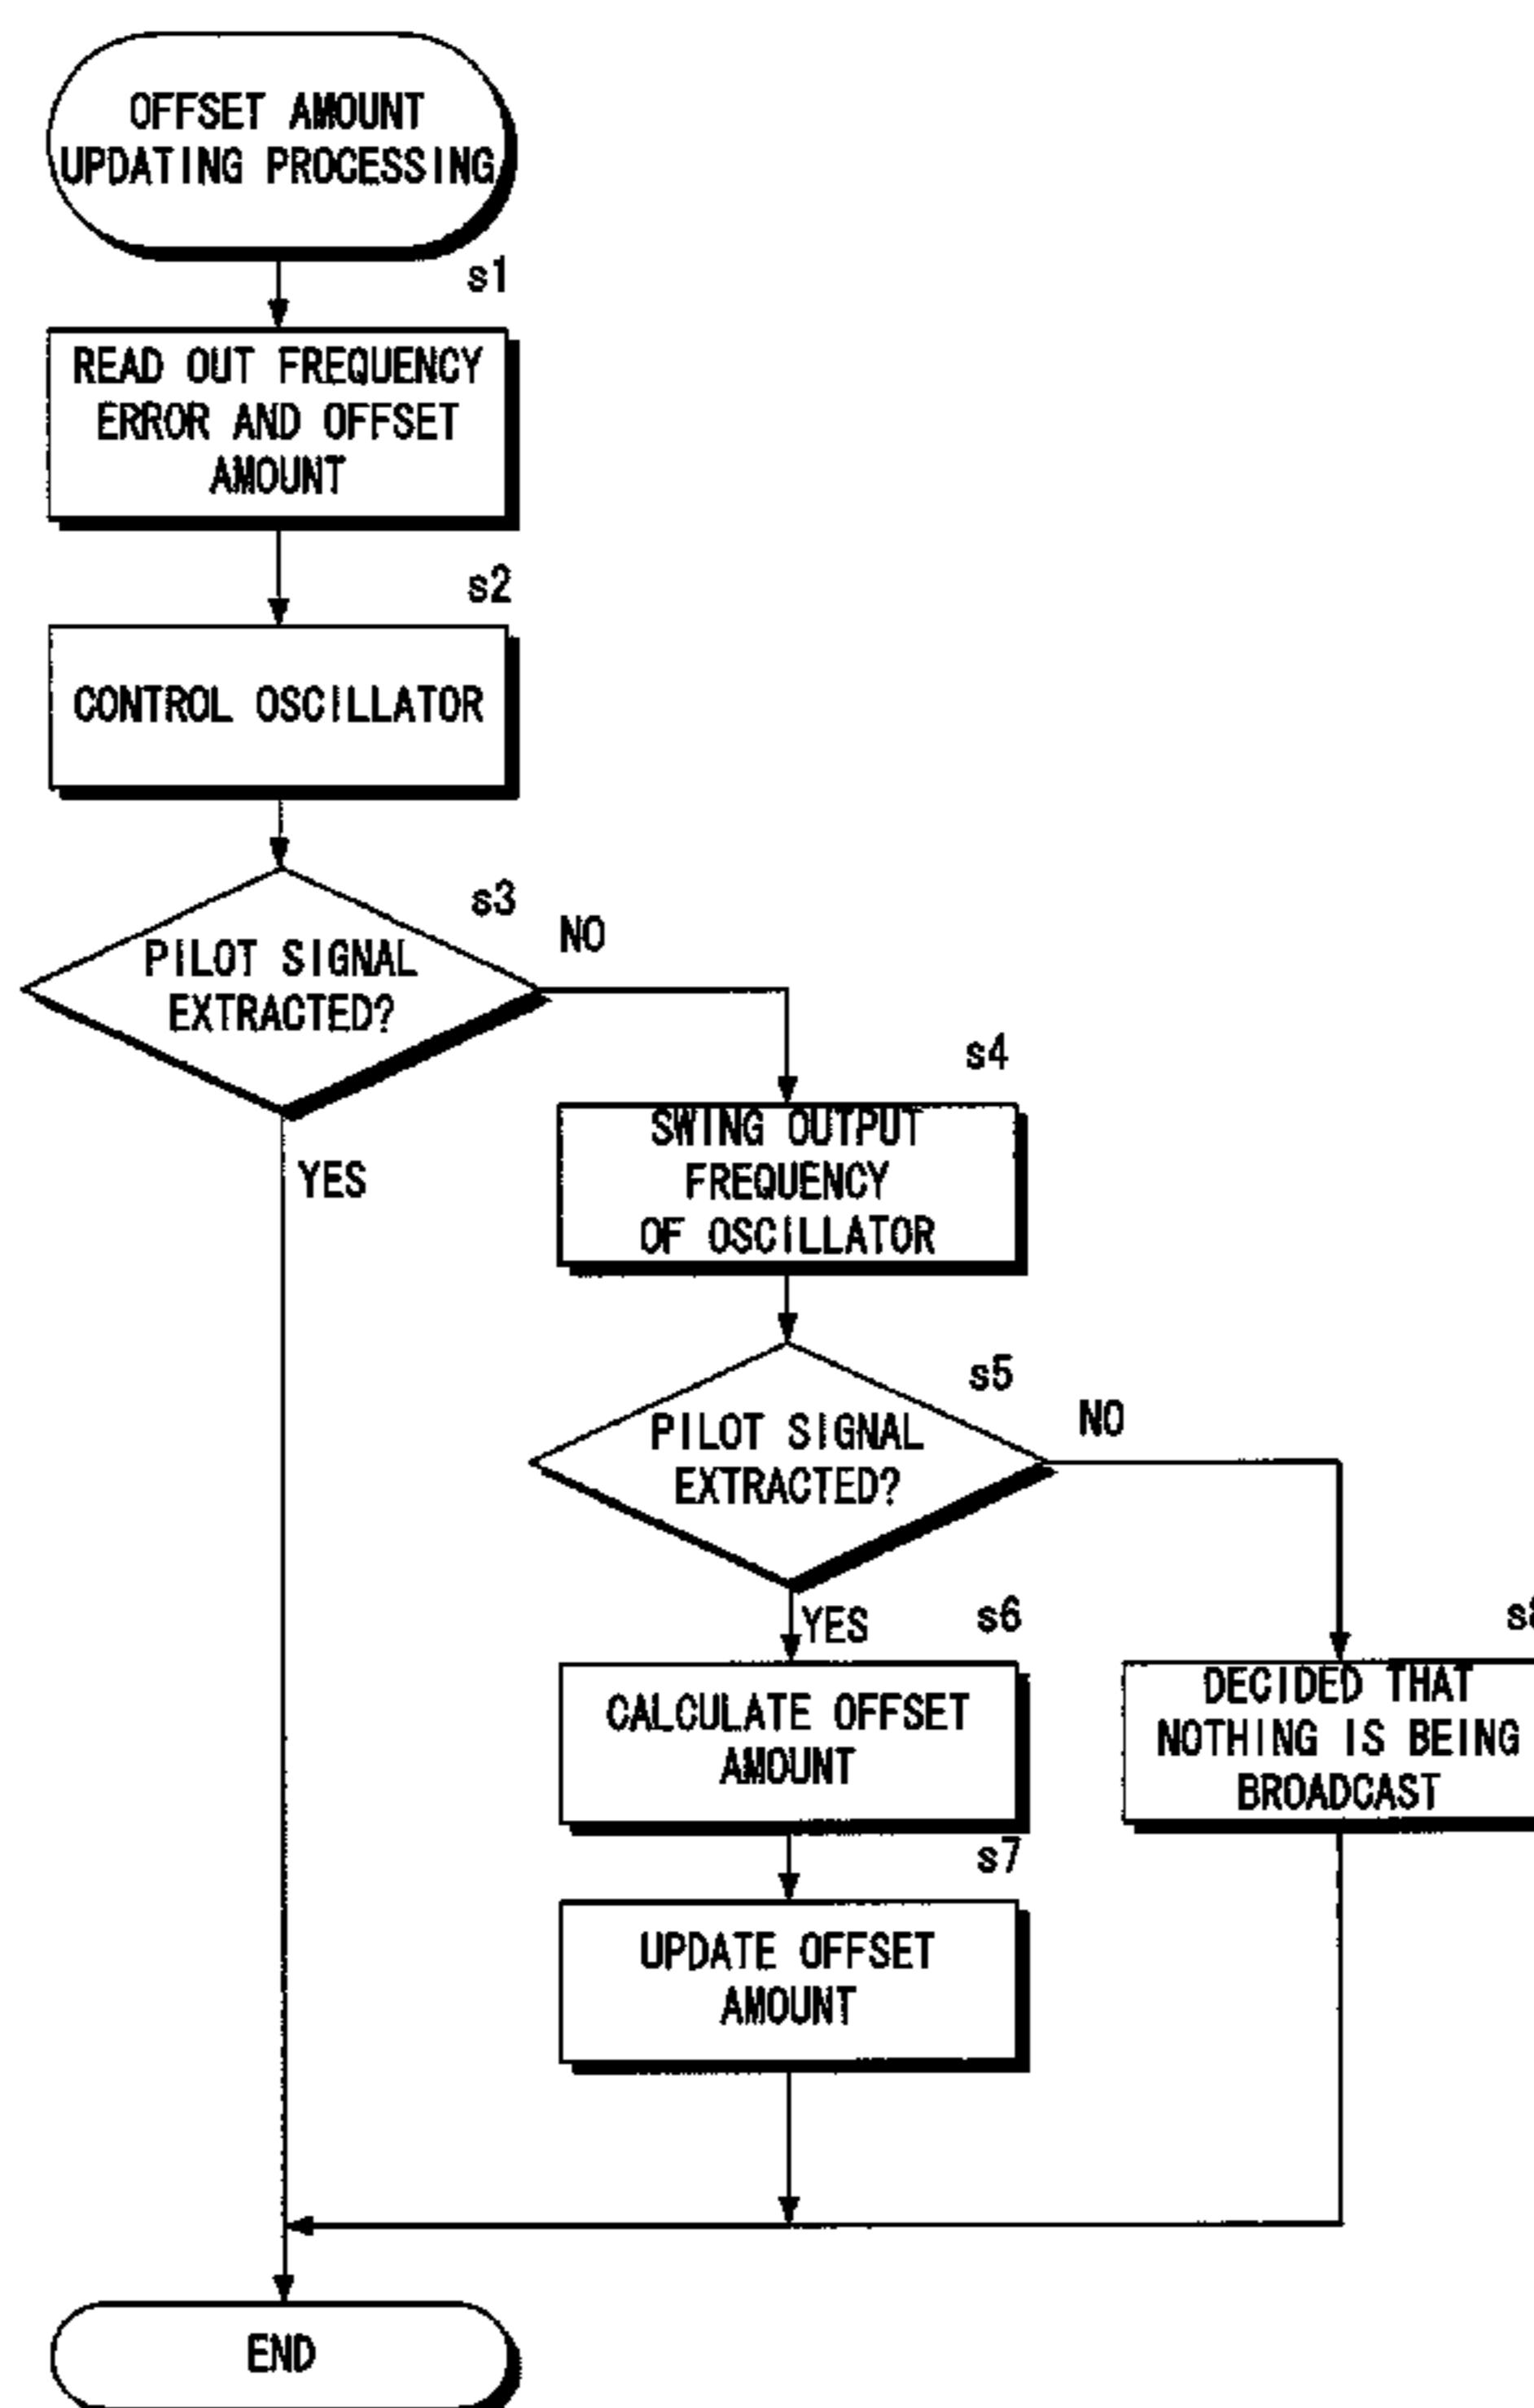 OFFSET AMOUNT
UPDATING PROCESSING
s1
READ OUT FREQUENCY
ERROR AND OFFSET
AMOUNT
s2
CONTROL OSCILLATOR
s3
PILOT SIGNAL
EXTRACTED?
NO
YES
s4
SWING OUTPUT
FREQUENCY
OF OSCILLATOR
s5
PILOT SIGNAL
EXTRACTED?
NO
YES
s6
CALCULATE OFFSET
AMOUNT
DECIDED THAT
NOTHING IS BEING
BROADCAST
s7
UPDATE OFFSET
AMOUNT
END